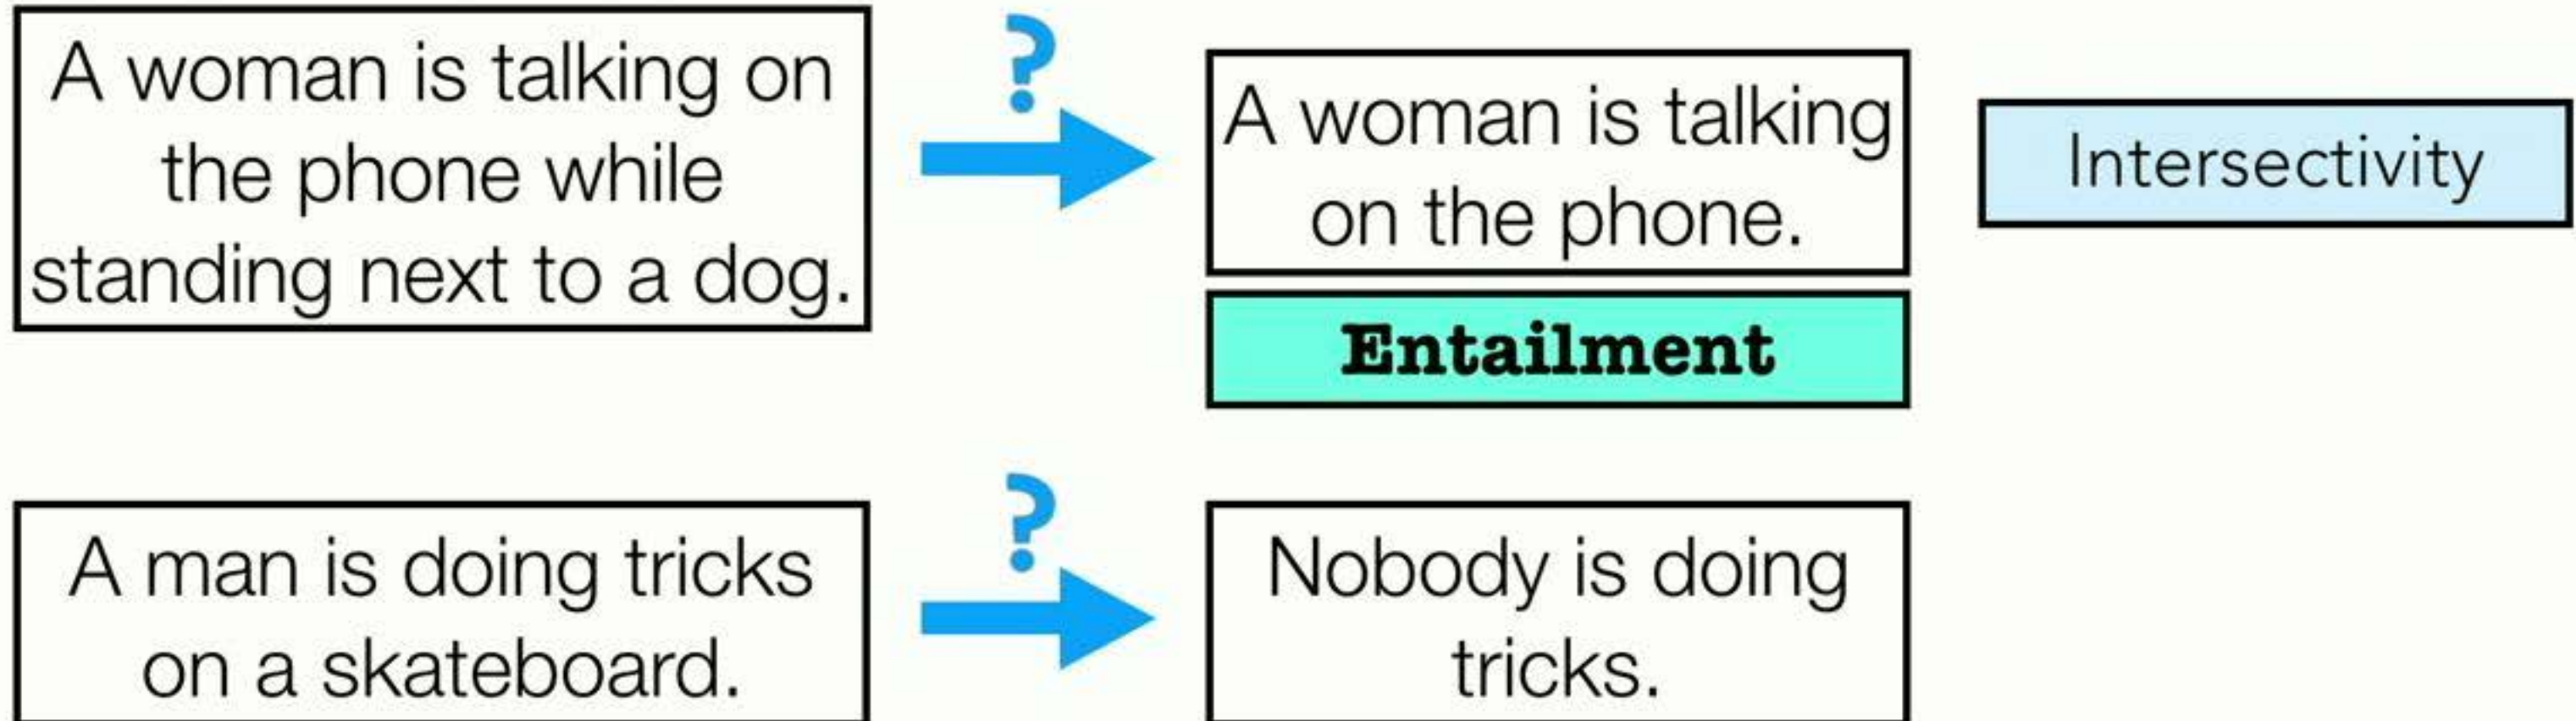 A woman is talking on
the phone while
standing next to a dog.
?
A woman is talking
on the phone.
Entailment
Intersectivity
A man is doing tricks
on a skateboard.
?
Nobody is doing
tricks.